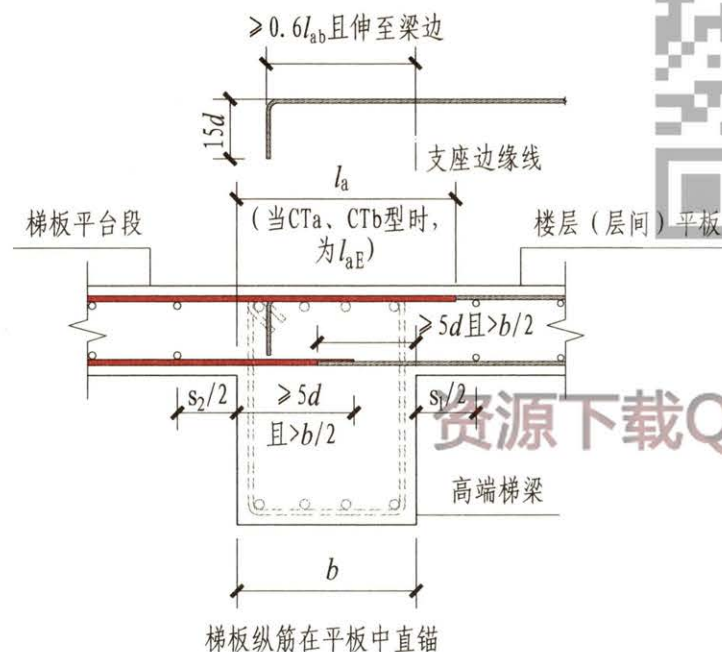 ≥0.6lab且伸至梁边
15d
支座边缘线
la
梯板平台段
(当CTa、CTb型时，
为laE)
楼层（层间）平板
≥5d且>b/2
s2/2
≥5d
且>b/2
s1/2
资源下载Q
高端梯梁
b
梯板纵筋在平板中直锚